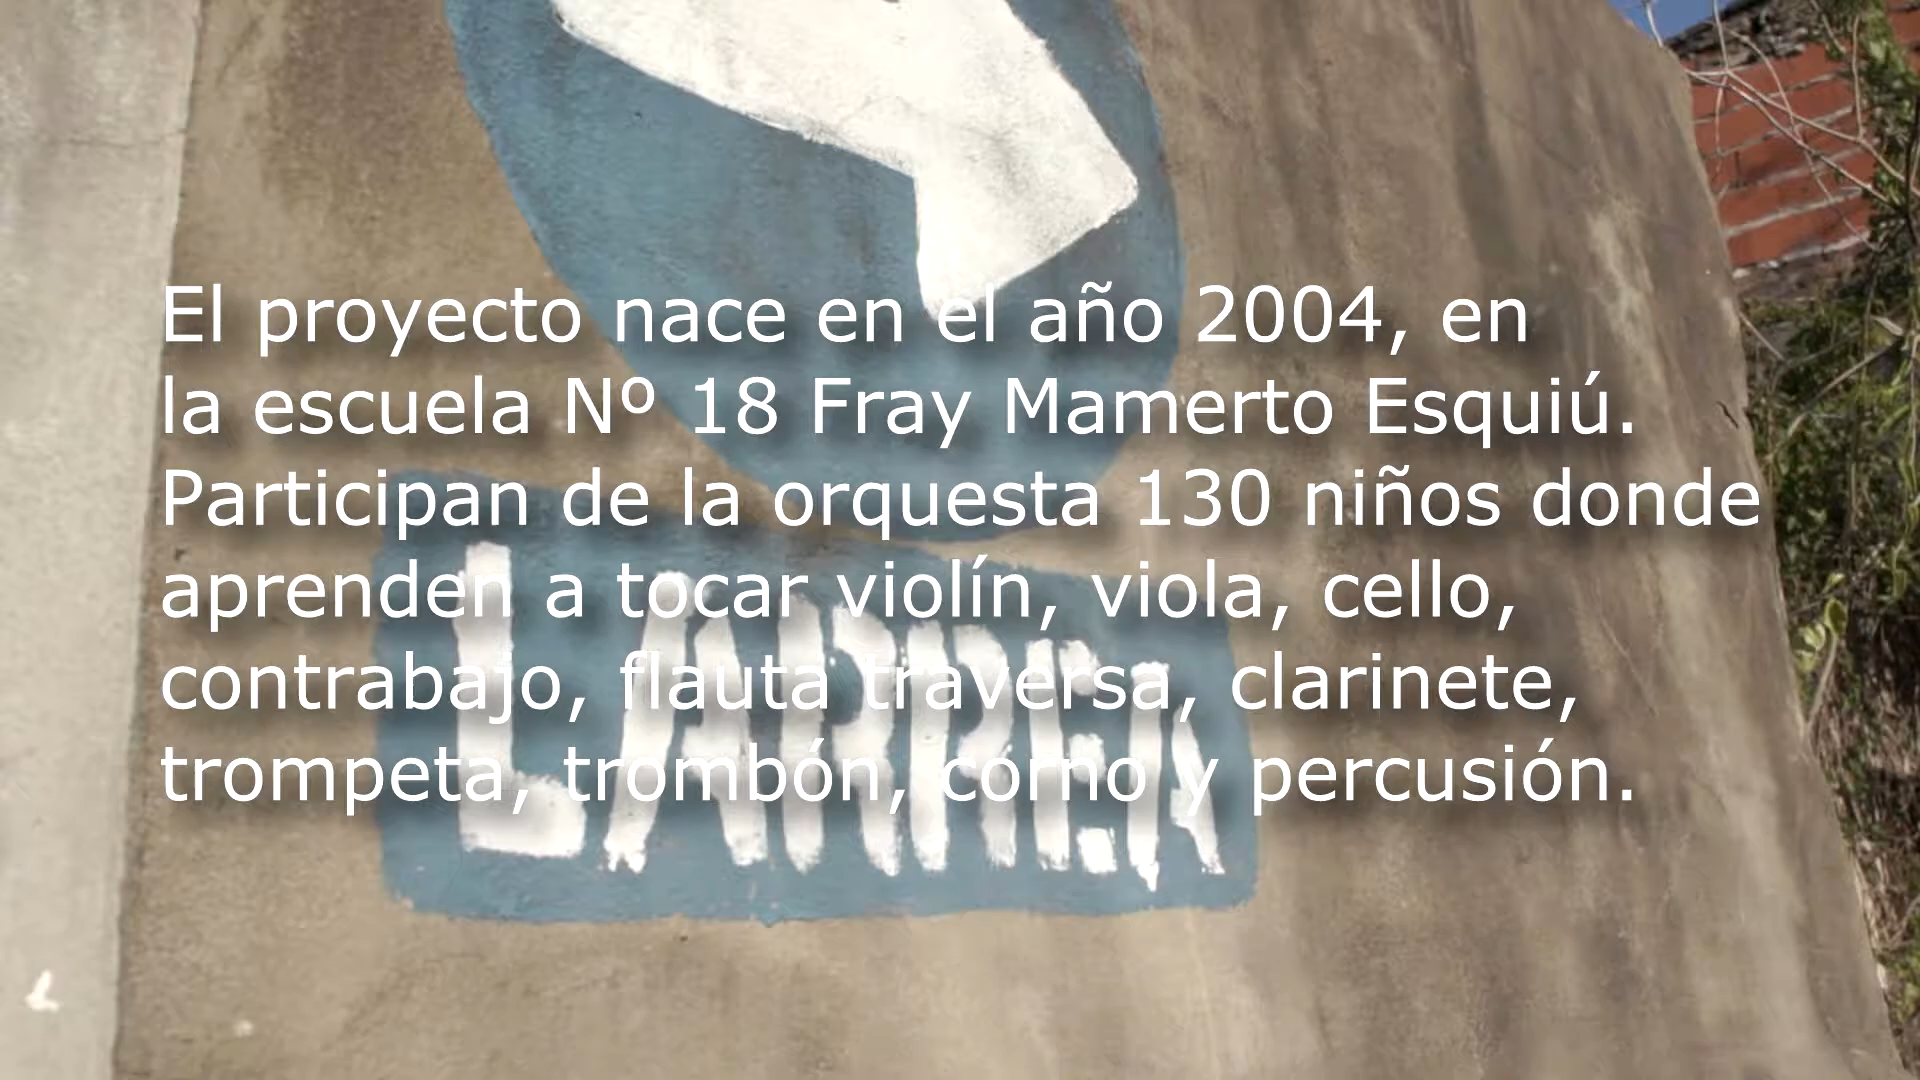 El proyecto nace en el año 2004, en
la escuela Nº 18 Fray Mamerto Esquiú.
Participan de la orquesta 130 niños donde
aprenden a tocar violín, viola, cello,
contrabajo, flauta traversa, clarinete,
trompeta, trombón, corno y percusión.
LARREA